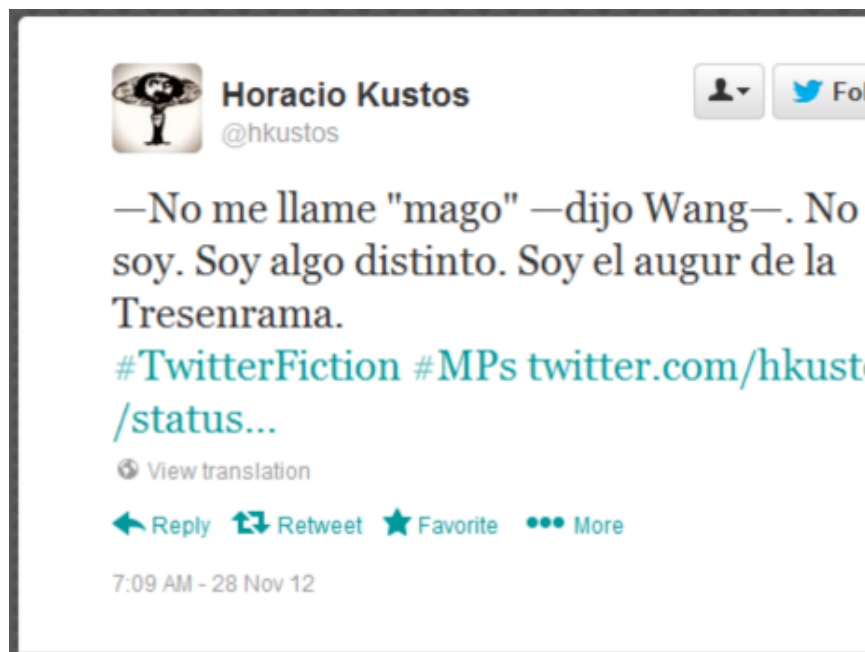 Horacio Kustos
@hkustos
—No me llame "mago" —dijo Wang—. No
soy. Soy algo distinto. Soy el augur de la
Tresenrama.
#TwitterFiction #MPs twitter.com/hkust
/status...
View translation
Reply Retweet Favorite More
7:09 AM - 28 Nov 12